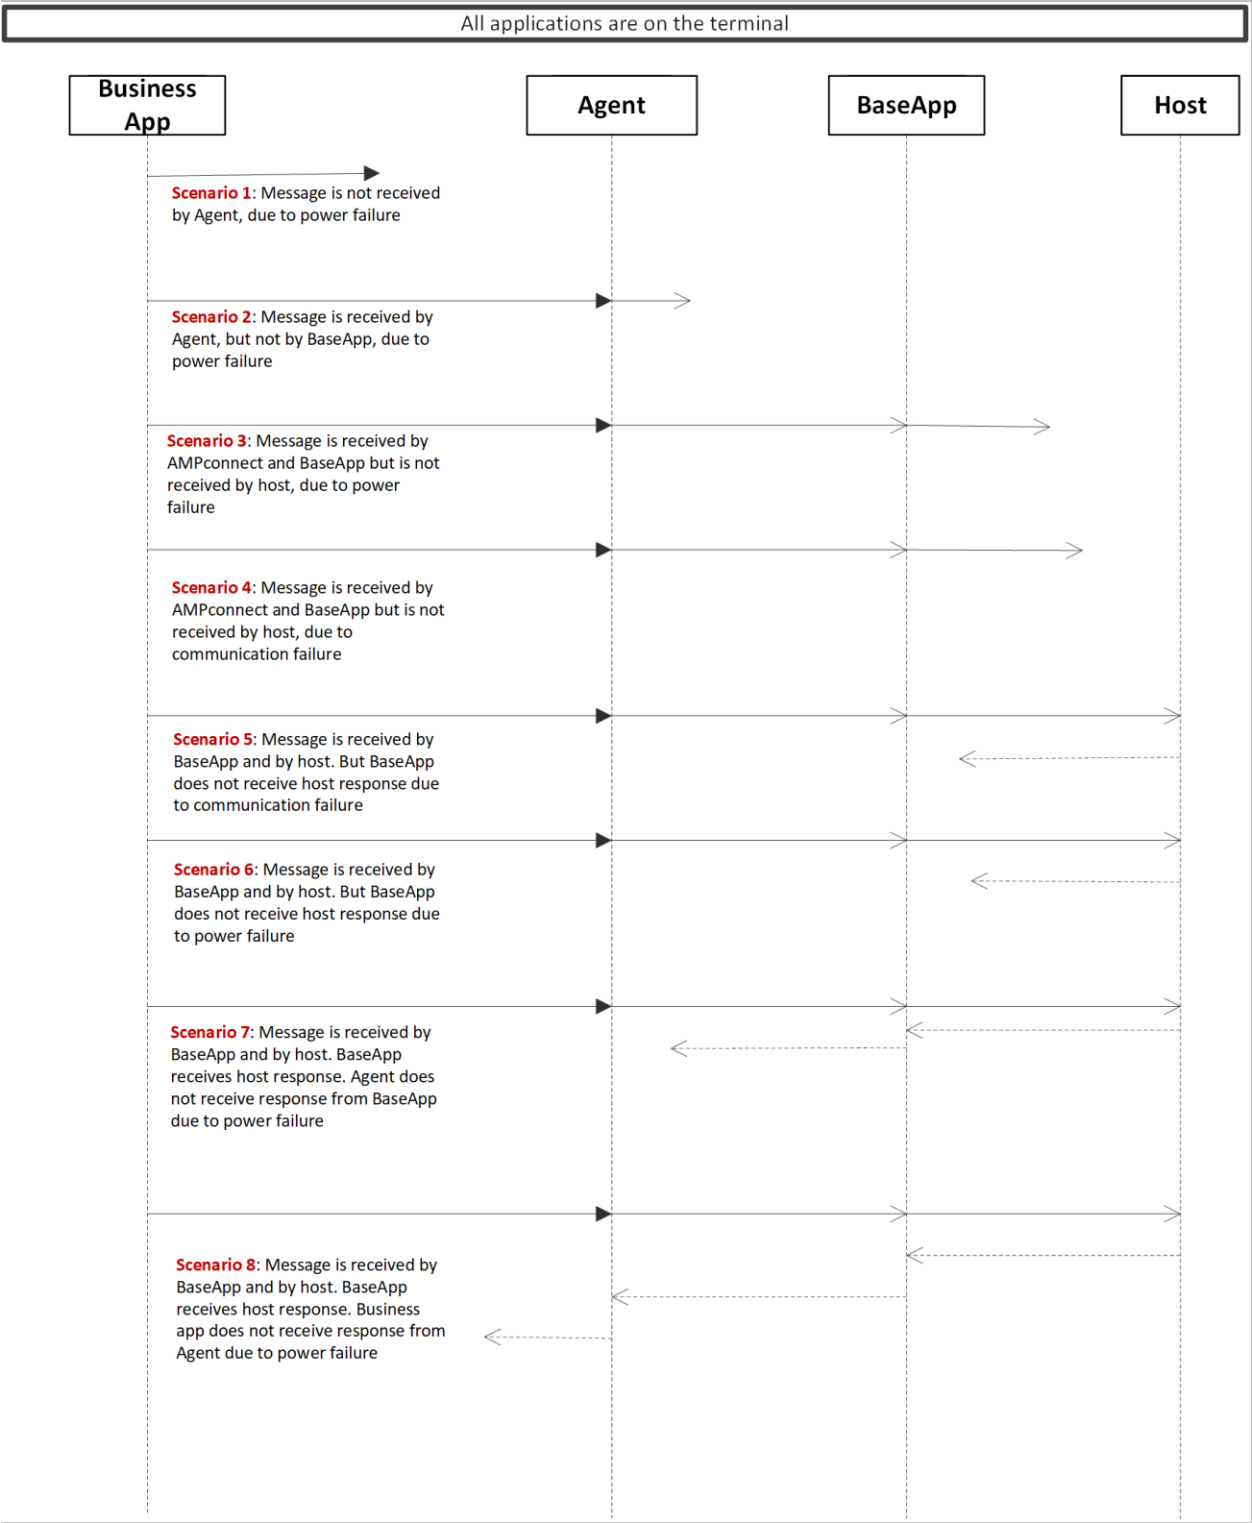 All applications are on the terminal
Business
App
Agent
BaseApp
Host
Scenario 1: Message is not received
by Agent, due to power failure
Scenario 2: Message is received by
Agent, but not by BaseApp, due to
power failure
Scenario 3: Message is received by
AMPconnect and BaseApp but is not
received by host, due to power
failure
Scenario 4: Message is received by
AMPconnect and BaseApp but is not
received by host, due to
communication failure
Scenario 5: Message is received by
BaseApp and by host. But BaseApp
does not receive host response due
to communication failure
Scenario 6: Message is received by
BaseApp and by host. But BaseApp
does not receive host response due
to power failure
Scenario 7: Message is received by
BaseApp and by host. BaseApp
receives host response. Agent does
not receive response from BaseApp
due to power failure
Scenario 8: Message is received by
BaseApp and by host. BaseApp
receives host response. Business
app does not receive response from
Agent due to power failure